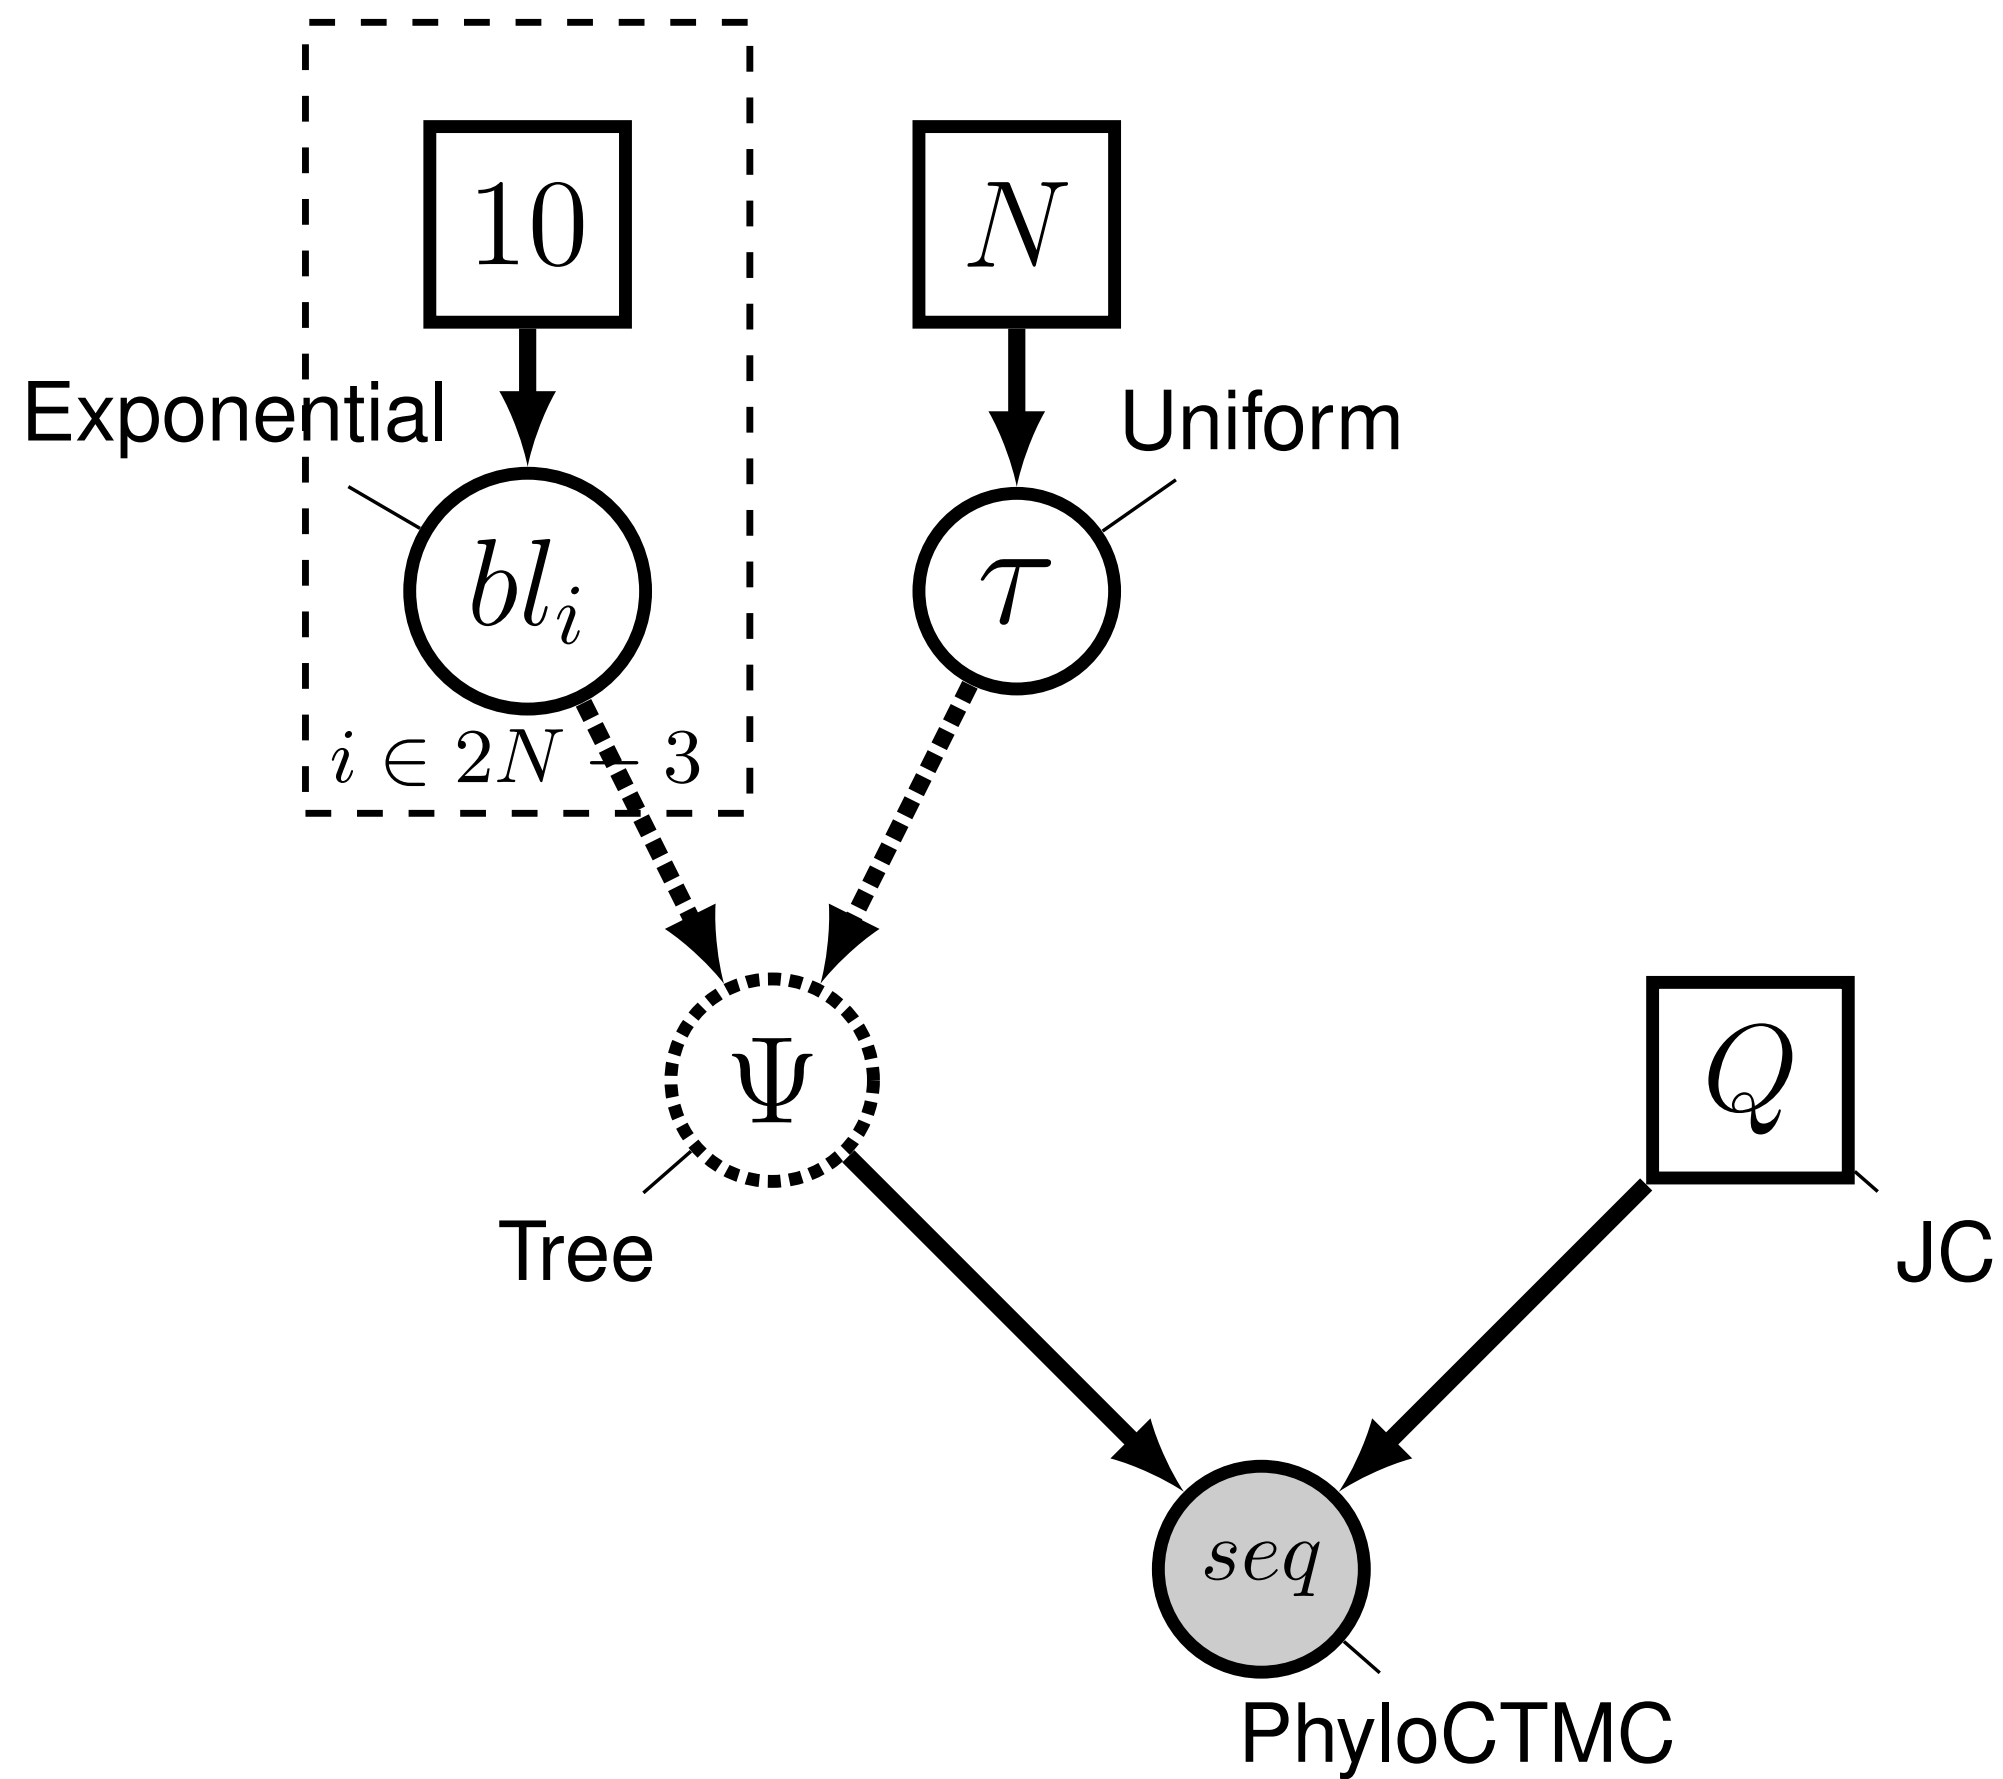 10
N
Exponential
Uniform
bl_i
τ
i ∈ 2N − 3
Ψ
Q
Tree
JC
seq
PhyloCTMC